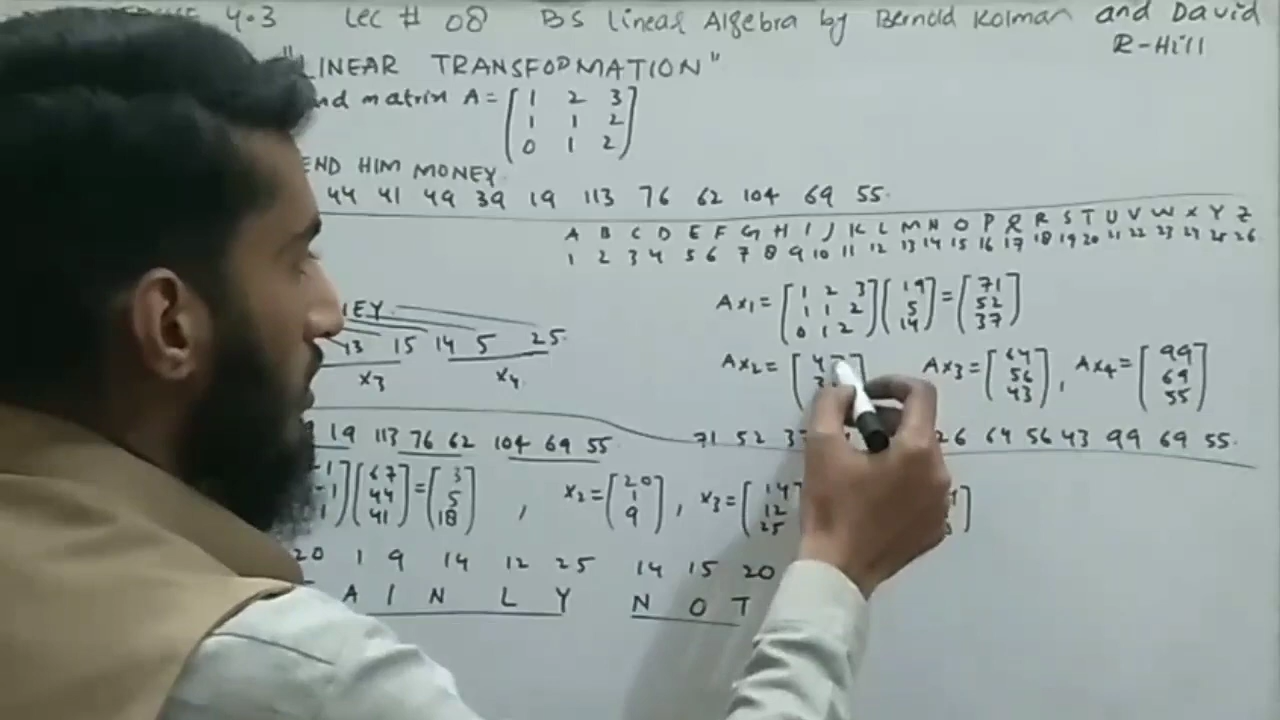 4.3 Lec # 08 BS Linear Algebra by Bernold Kolman and David
R-Hill
"LINEAR TRANSFORMATION"
matrix A = [ 1 2 3
1 1 2
0 1 2 ]
END HIM MONEY.
44 41 49 39 19 113 76 62 104 69 55.
A B C D E F G H I J K L M N O P Q R S T U V W X Y Z
1 2 3 4 5 6 7 8 9 10 11 12 13 14 15 16 17 18 19 20 21 22 23 24 25 26
EY
13 15 14 5 25
x3 x4
Ax1 = [ 1 2 3
1 1 2
0 1 2 ] [ 19
5
14 ] = [ 71
52
37 ]
Ax2 = [ Ax3 = [ 64
56
43 ], Ax4 = [ 99
69
55 ]
19 113 76 62 104 69 55.
71 52 26 64 56 43 99 69 55.
-1
-1
1 ] [ 67
44
41 ] = [ 3
5
18 ] , x2 = [ 20
1
9 ] , x3 = [ 14
12
25
20 1 9 14 12 25 14 15 20
A I N L Y N O T